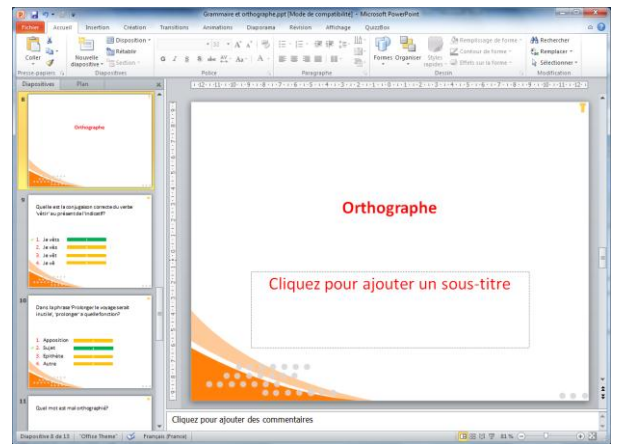 Grammaire et orthographe.ppt [Mode de compatibilité] - Microsoft PowerPoint
Fichier Accueil Insertion Création Transitions Animations Diaporama Révision Affichage QuizzBox
Coller
Nouvelle diapositive
Disposition
Rétablir
Section
G I S
Formes Organiser Styles rapides
Remplissage de forme
Contour de forme
Effets sur la forme
Rechercher
Remplacer
Sélectionner
Presse-papiers Diapositives Police Paragraphe Dessin Modification
Diapositives Plan
8
Orthographe
9
Quelle est la conjugaison correcte du verbe
'vêtir' au présent de l'indicatif?
1. Je vêts
2. Je vês
3. Je vêt
4. Je vê
10
Dans la phrase 'Prolonger le voyage serait
inutile', 'prolonger' a quelle fonction?
1. Apposition
2. Sujet
3. Epithète
4. Autre
11
Quel mot est mal orthographié?
Orthographe
Cliquez pour ajouter un sous-titre
Cliquez pour ajouter des commentaires
Diapositive 8 de 13 "Office Theme" Français (France) 31 %